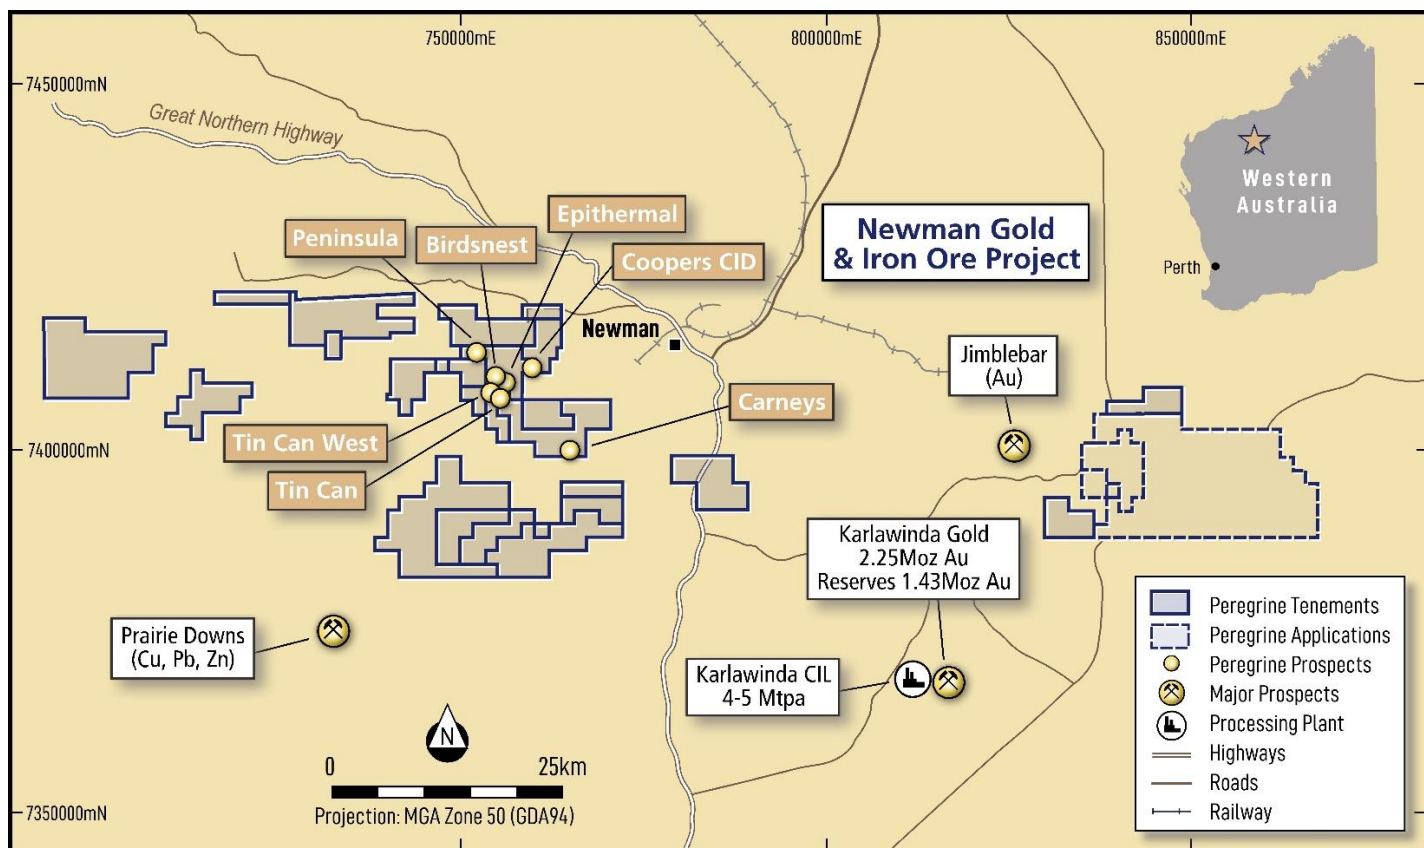 750000mE
800000mE
850000mE
7450000mN
Great Northern Highway
Western
Australia
Perth
Epithermal
Peninsula
Birdsnest
Coopers CID
Newman Gold
& Iron Ore Project
Newman
Jimblebar
(Au)
Carneys
Tin Can West
7400000mN
Tin Can
Karlawinda Gold
2.25Moz Au
Reserves 1.43Moz Au
Prairie Downs
(Cu, Pb, Zn)
Karlawinda CIL
4-5 Mtpa
N
0
25km
Projection: MGA Zone 50 (GDA94)
7350000mN
Peregrine Tenements
Peregrine Applications
Peregrine Prospects
Major Prospects
Processing Plant
Highways
Roads
Railway